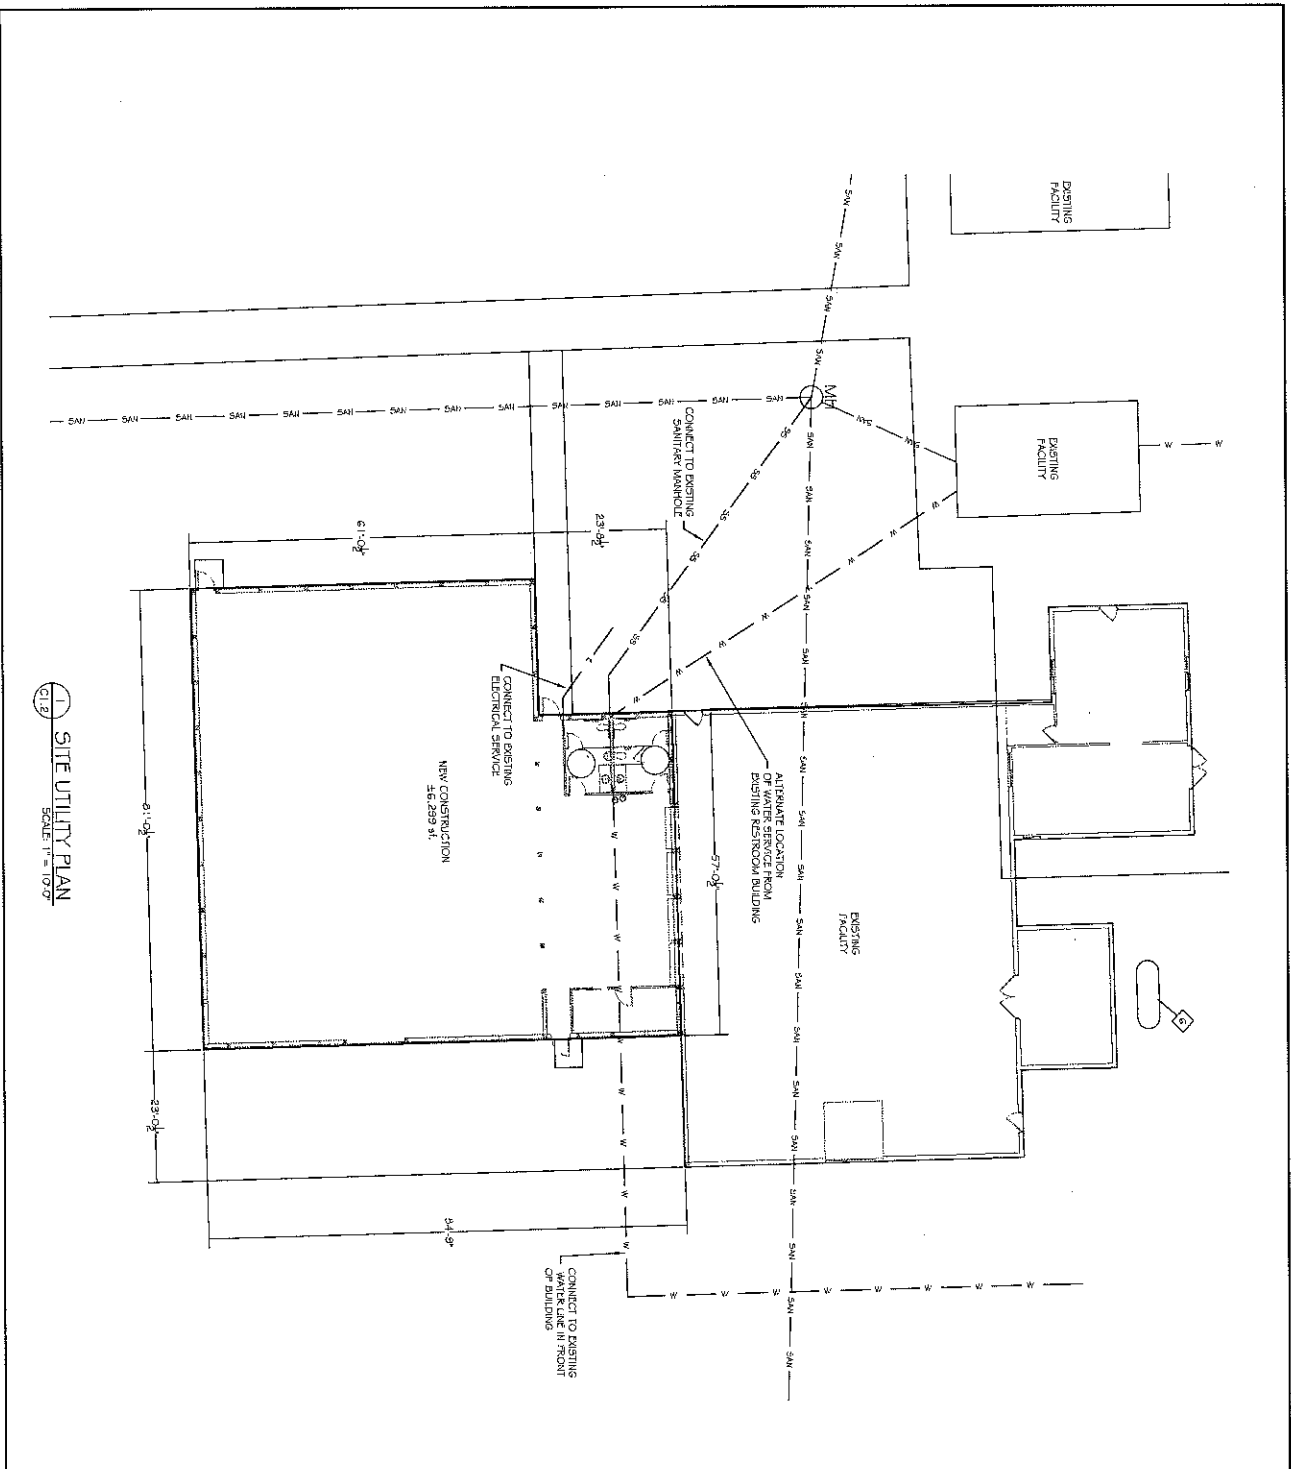 EXISTING
FACILITY
EXISTING
FACILITY
MH
CONNECT TO EXISTING
SANITARY MANHOLE
CONNECT TO EXISTING
ELECTRICAL SERVICE
ALTERNATE LOCATION
OF WATER SERVICE FROM
EXISTING RESTROOM BUILDING
EXISTING
FACILITY
NEW CONSTRUCTION
±6,299 sf.
CONNECT TO EXISTING
WATER LINE IN FRONT
OF BUILDING
61'-0½"
23'-8½"
57'-0½"
81'-0½"
23'-0½"
84'-9"
G
SAN
SS
W
1
C1.2
SITE UTILITY PLAN
SCALE: 1" = 10'-0"